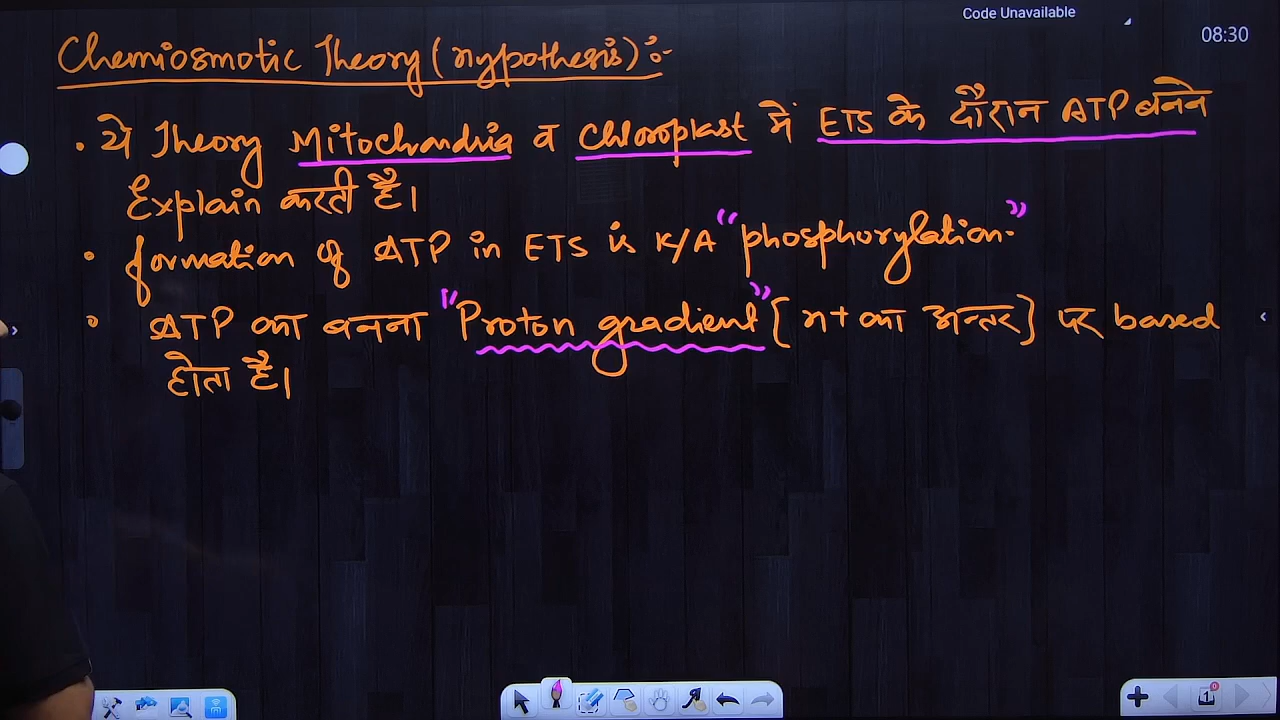 Code Unavailable
08:30
Chemiosmotic Theory (Hypothesis) :-
• ये Theory Mitochondria व Chloroplast में ETS के दौरान ATP बनने
Explain करती है।
• formation of ATP in ETS is K/A "phosphorylation."
• ATP का बनना "Proton gradient" [H+ का अन्तर] पर based
होता है।
1